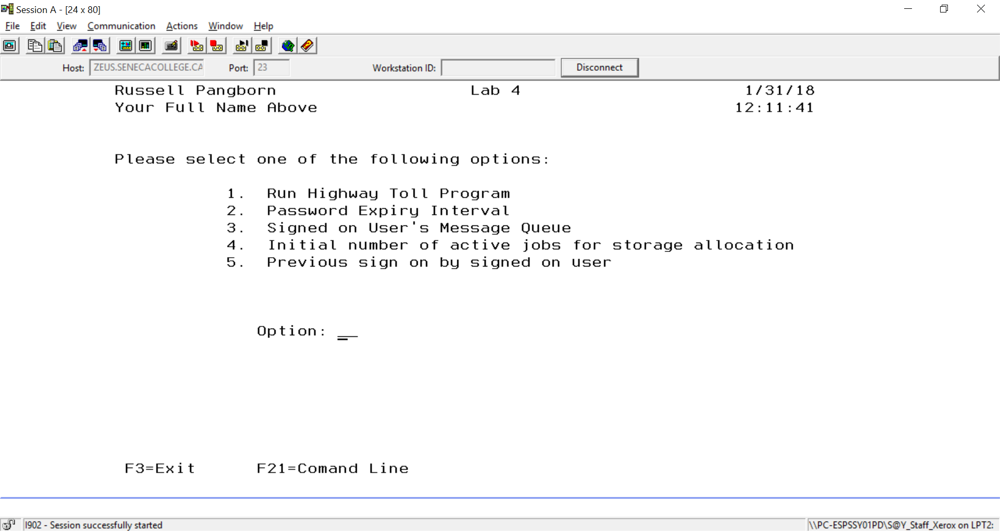 Session A - [24 x 80]
File Edit View Communication Actions Window Help
Host: ZEUS.SENECACOLLEGE.CA Port: 23 Workstation ID: Disconnect
Russell Pangborn Lab 4 1/31/18
Your Full Name Above 12:11:41
Please select one of the following options:
1. Run Highway Toll Program
2. Password Expiry Interval
3. Signed on User's Message Queue
4. Initial number of active jobs for storage allocation
5. Previous sign on by signed on user
Option: __
F3=Exit F21=Comand Line
I902 - Session successfully started \\PC-ESPSSY01PD\S@Y_Staff_Xerox on LPT2: